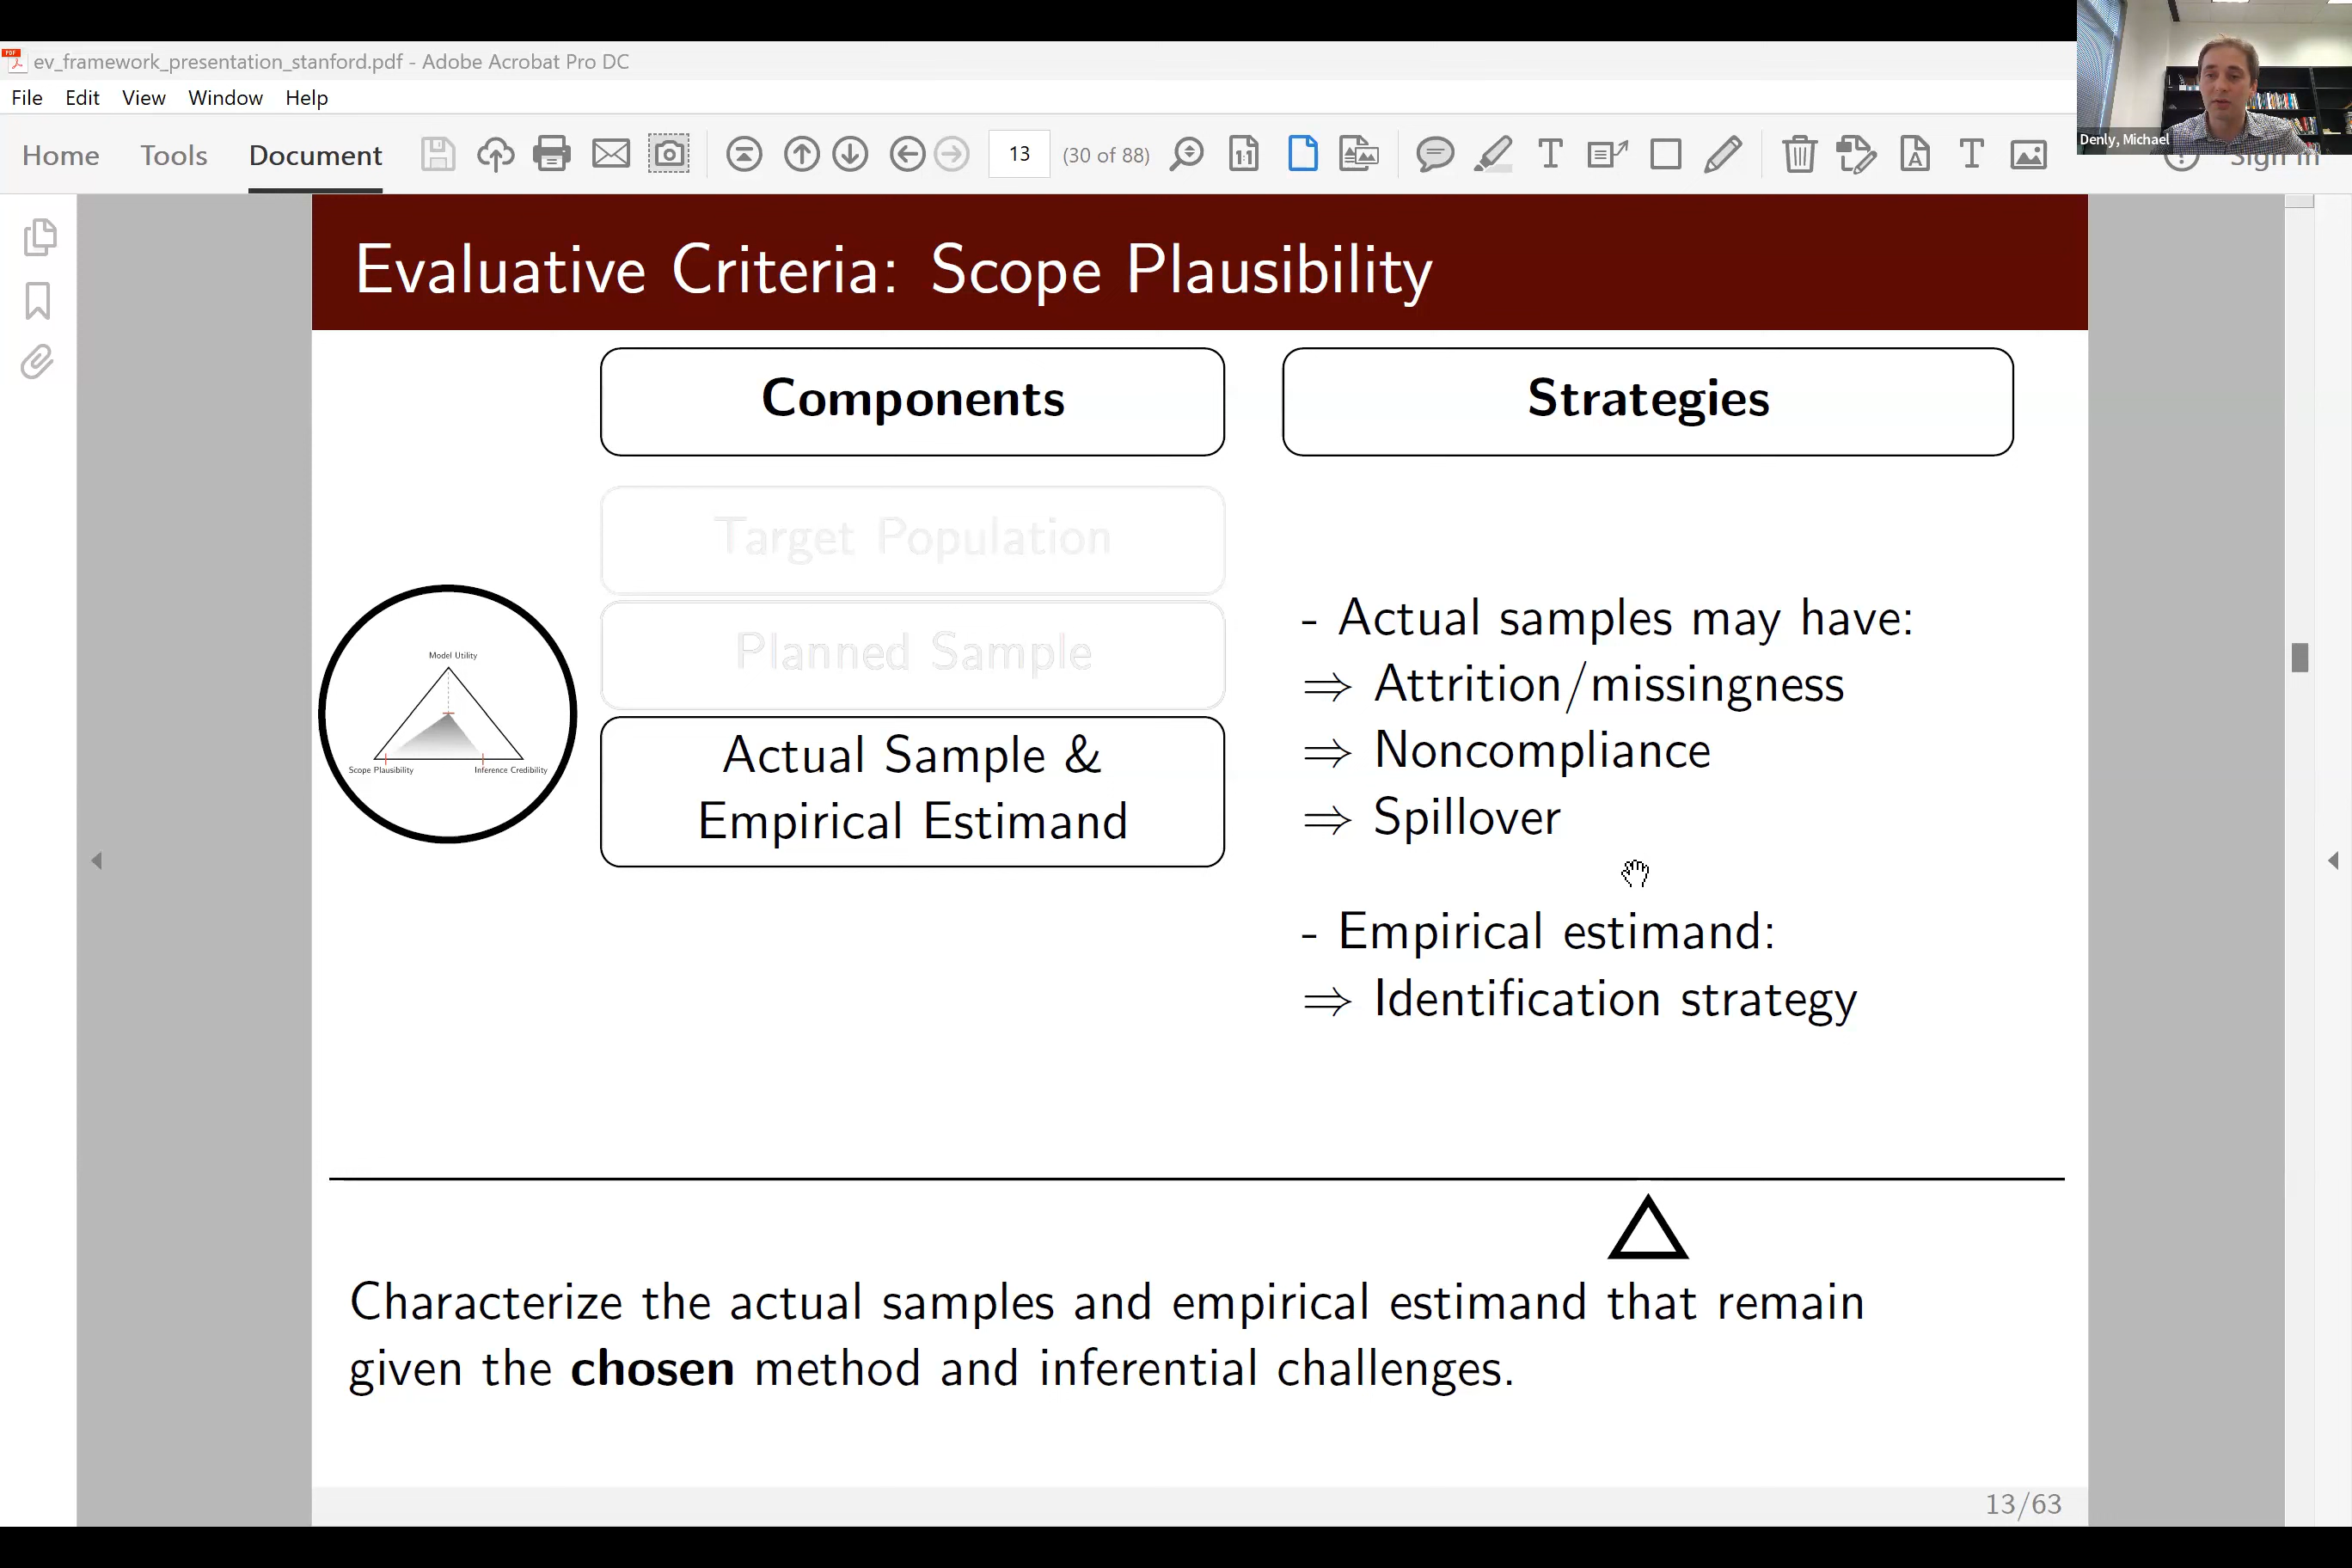 ev_framework_presentation_stanford.pdf - Adobe Acrobat Pro DC
File Edit View Window Help
Home Tools Document 13 (30 of 88) Sign In
Denly, Michael
Evaluative Criteria: Scope Plausibility
Components
Strategies
Target Population
Planned Sample
Actual Sample &
Empirical Estimand
Model Utility
Scope Plausibility
Inference Credibility
- Actual samples may have:
⇒ Attrition/missingness
⇒ Noncompliance
⇒ Spillover
- Empirical estimand:
⇒ Identification strategy
Characterize the actual samples and empirical estimand that remain
given the chosen method and inferential challenges.
13/63